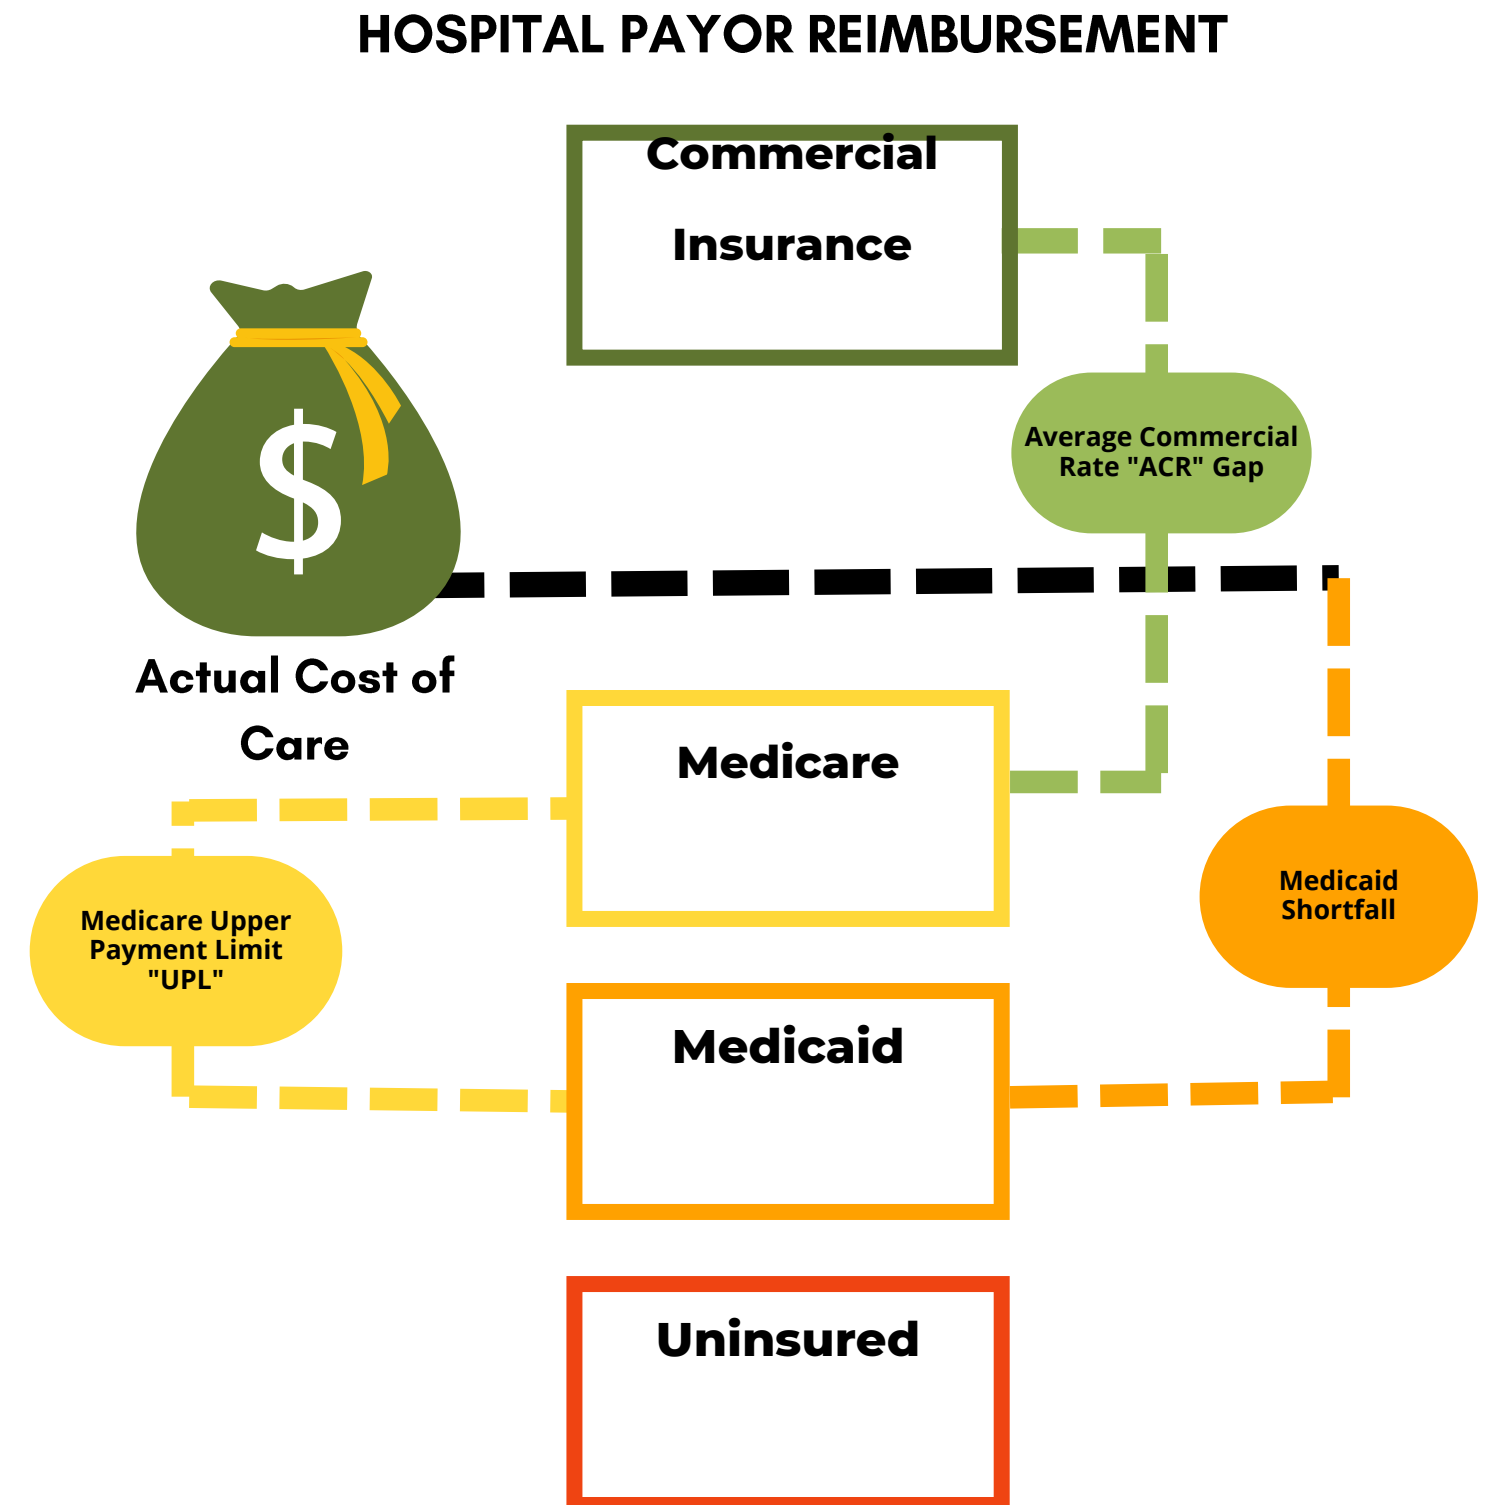 HOSPITAL PAYOR REIMBURSEMENT
Commercial
Insurance
$
Average Commercial
Rate "ACR" Gap
Actual Cost of
Care
Medicare
Medicare Upper
Payment Limit
"UPL"
Medicaid
Shortfall
Medicaid
Uninsured